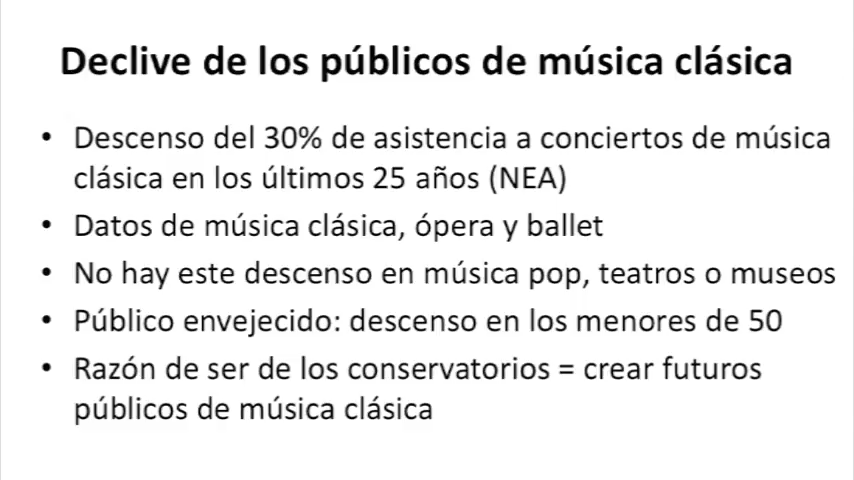 Declive de los públicos de música clásica
• Descenso del 30% de asistencia a conciertos de música
clásica en los últimos 25 años (NEA)
• Datos de música clásica, ópera y ballet
• No hay este descenso en música pop, teatros o museos
• Público envejecido: descenso en los menores de 50
• Razón de ser de los conservatorios = crear futuros
públicos de música clásica